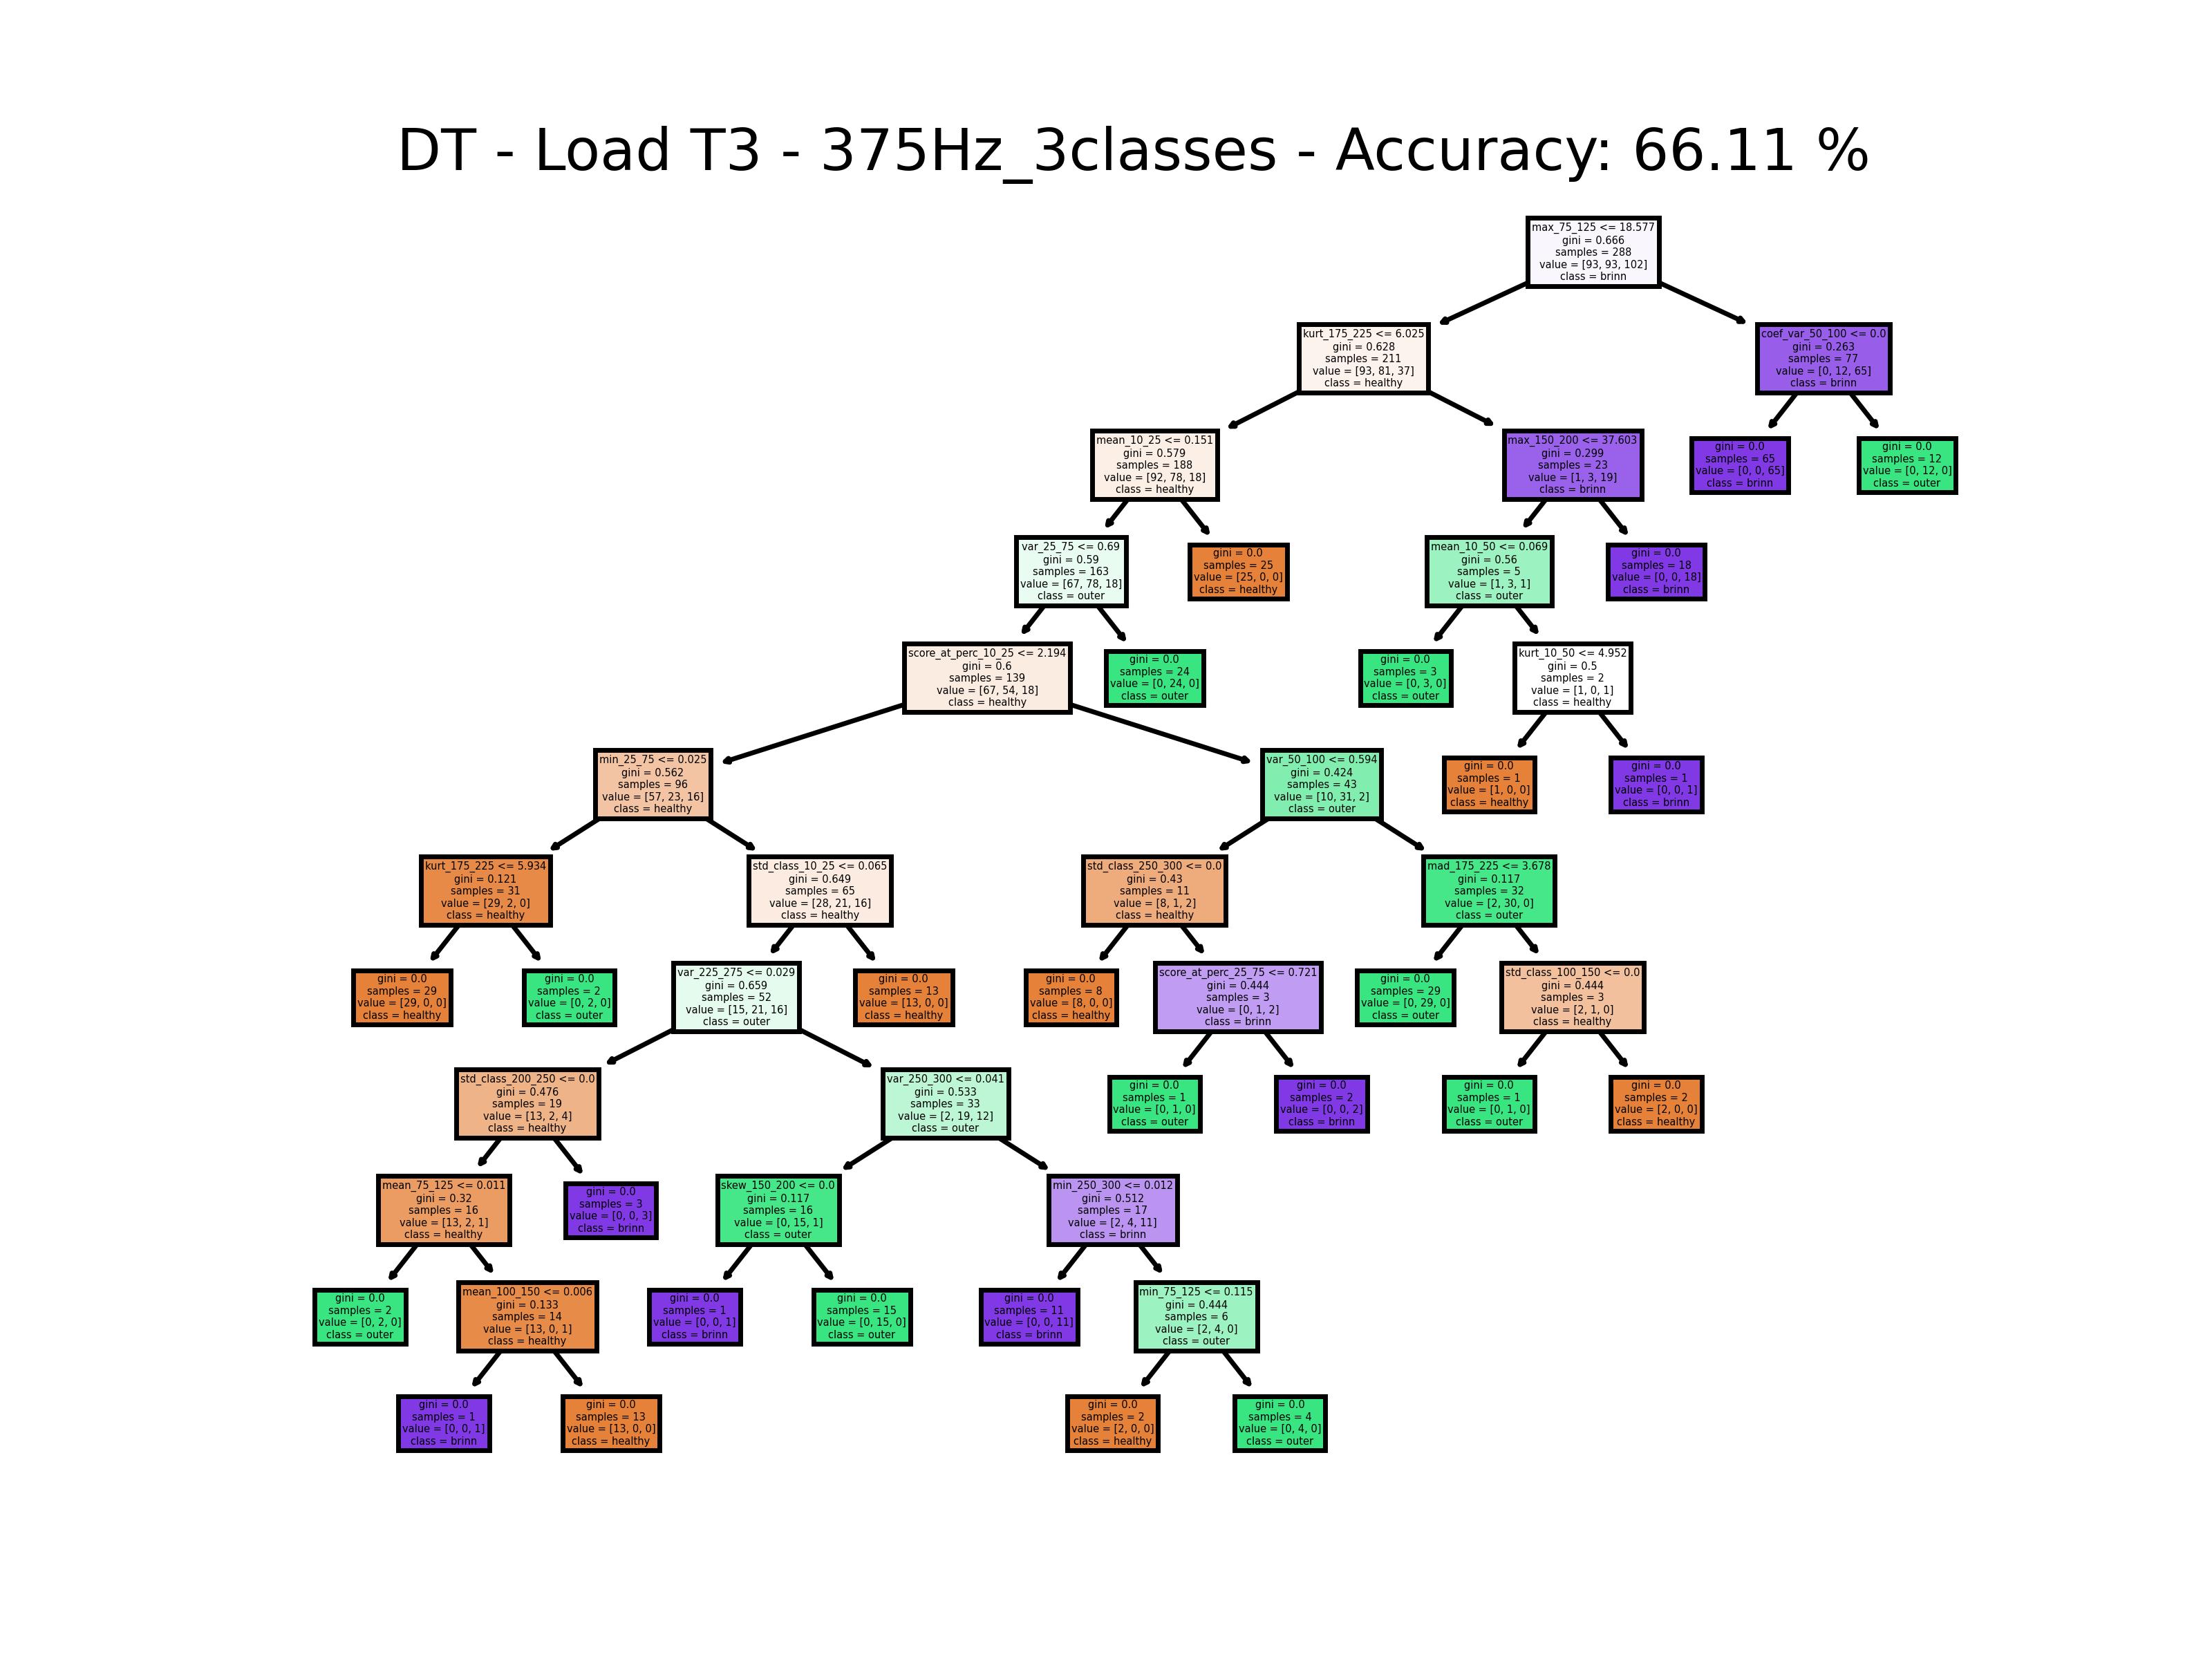 DT - Load T3 - 375Hz_3classes - Accuracy: 66.11 %
max_75_125 <= 18.577
gini = 0.666
samples = 288
value = [93, 93, 102]
class = brinn
kurt_175_225 <= 6.025
gini = 0.628
samples = 211
value = [93, 81, 37]
class = healthy
coef_var_50_100 <= 0.0
gini = 0.263
samples = 77
value = [0, 12, 65]
class = brinn
mean_10_25 <= 0.151
gini = 0.579
samples = 188
value = [92, 78, 18]
class = healthy
max_150_200 <= 37.603
gini = 0.299
samples = 23
value = [1, 3, 19]
class = brinn
gini = 0.0
samples = 65
value = [0, 0, 65]
class = brinn
gini = 0.0
samples = 12
value = [0, 12, 0]
class = outer
var_25_75 <= 0.69
gini = 0.59
samples = 163
value = [67, 78, 18]
class = outer
gini = 0.0
samples = 25
value = [25, 0, 0]
class = healthy
mean_10_50 <= 0.069
gini = 0.56
samples = 5
value = [1, 3, 1]
class = outer
gini = 0.0
samples = 18
value = [0, 0, 18]
class = brinn
score_at_perc_10_25 <= 2.194
gini = 0.6
samples = 139
value = [67, 54, 18]
class = healthy
gini = 0.0
samples = 24
value = [0, 24, 0]
class = outer
gini = 0.0
samples = 3
value = [0, 3, 0]
class = outer
kurt_10_50 <= 4.952
gini = 0.5
samples = 2
value = [1, 0, 1]
class = healthy
min_25_75 <= 0.025
gini = 0.562
samples = 96
value = [57, 23, 16]
class = healthy
var_50_100 <= 0.594
gini = 0.424
samples = 43
value = [10, 31, 2]
class = outer
gini = 0.0
samples = 1
value = [1, 0, 0]
class = healthy
gini = 0.0
samples = 1
value = [0, 0, 1]
class = brinn
kurt_175_225 <= 5.934
gini = 0.121
samples = 31
value = [29, 2, 0]
class = healthy
std_class_10_25 <= 0.065
gini = 0.649
samples = 65
value = [28, 21, 16]
class = healthy
std_class_250_300 <= 0.0
gini = 0.43
samples = 11
value = [8, 1, 2]
class = healthy
mad_175_225 <= 3.678
gini = 0.117
samples = 32
value = [2, 30, 0]
class = outer
gini = 0.0
samples = 29
value = [29, 0, 0]
class = healthy
gini = 0.0
samples = 2
value = [0, 2, 0]
class = outer
var_225_275 <= 0.029
gini = 0.659
samples = 52
value = [15, 21, 16]
class = outer
gini = 0.0
samples = 13
value = [13, 0, 0]
class = healthy
gini = 0.0
samples = 8
value = [8, 0, 0]
class = healthy
score_at_perc_25_75 <= 0.721
gini = 0.444
samples = 3
value = [0, 1, 2]
class = brinn
gini = 0.0
samples = 29
value = [0, 29, 0]
class = outer
std_class_100_150 <= 0.0
gini = 0.444
samples = 3
value = [2, 1, 0]
class = healthy
std_class_200_250 <= 0.0
gini = 0.476
samples = 19
value = [13, 2, 4]
class = healthy
var_250_300 <= 0.041
gini = 0.533
samples = 33
value = [2, 19, 12]
class = outer
gini = 0.0
samples = 1
value = [0, 1, 0]
class = outer
gini = 0.0
samples = 2
value = [0, 0, 2]
class = brinn
gini = 0.0
samples = 1
value = [0, 1, 0]
class = outer
gini = 0.0
samples = 2
value = [2, 0, 0]
class = healthy
mean_75_125 <= 0.011
gini = 0.32
samples = 16
value = [13, 2, 1]
class = healthy
gini = 0.0
samples = 3
value = [0, 0, 3]
class = brinn
skew_150_200 <= 0.0
gini = 0.117
samples = 16
value = [0, 15, 1]
class = outer
min_250_300 <= 0.012
gini = 0.512
samples = 17
value = [2, 4, 11]
class = brinn
gini = 0.0
samples = 2
value = [0, 2, 0]
class = outer
mean_100_150 <= 0.006
gini = 0.133
samples = 14
value = [13, 0, 1]
class = healthy
gini = 0.0
samples = 1
value = [0, 0, 1]
class = brinn
gini = 0.0
samples = 15
value = [0, 15, 0]
class = outer
gini = 0.0
samples = 11
value = [0, 0, 11]
class = brinn
min_75_125 <= 0.115
gini = 0.444
samples = 6
value = [2, 4, 0]
class = outer
gini = 0.0
samples = 1
value = [0, 0, 1]
class = brinn
gini = 0.0
samples = 13
value = [13, 0, 0]
class = healthy
gini = 0.0
samples = 2
value = [2, 0, 0]
class = healthy
gini = 0.0
samples = 4
value = [0, 4, 0]
class = outer